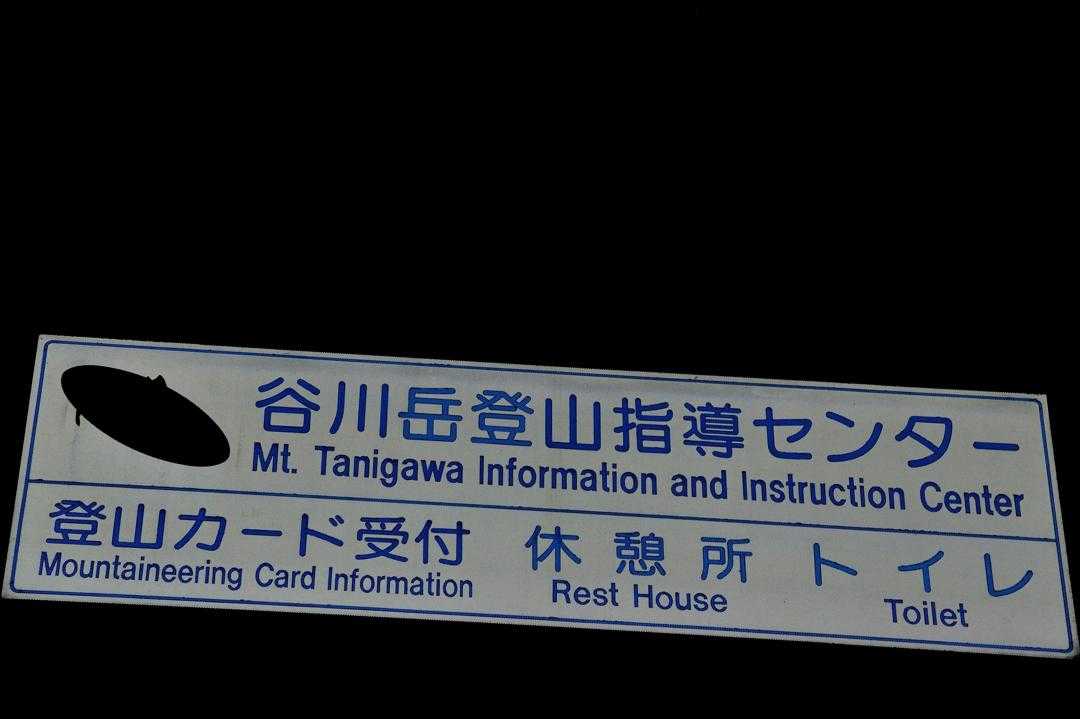 谷川岳登山指導センター
Mt. Tanigawa Information and Instruction Center
登山カード受付 休憩所 トイレ
Mountaineering Card Information Rest House Toilet